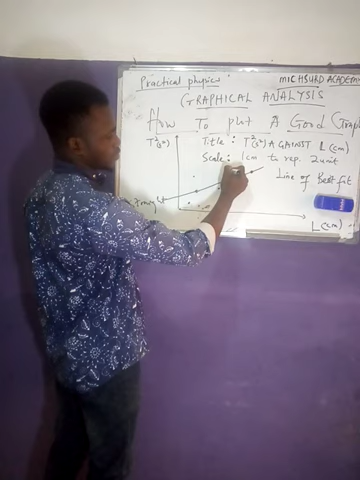 Practical physics : MICHSURD ACADEMY
GRAPHICAL ANALYSIS
How To plot A Good Graph
T²(s²) Title : T²(s²) AGAINST L (cm)
Scale : 1cm to rep. 2unit
Line of Best fit
L(cm)